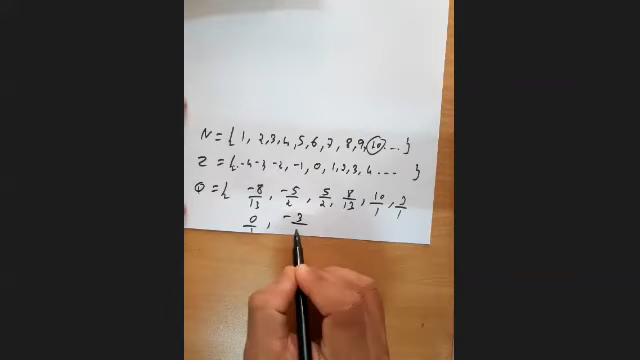 N = { 1, 2, 3, 4, 5, 6, 7, 8, 9, 10 ... }
Z = { .. -4 -3 -2, -1, 0, 1, 2, 3, 4 ... }
Q = { -8/13, -5/2, 5/2, 8/13, 10/1, 3/1
0/1, -3/